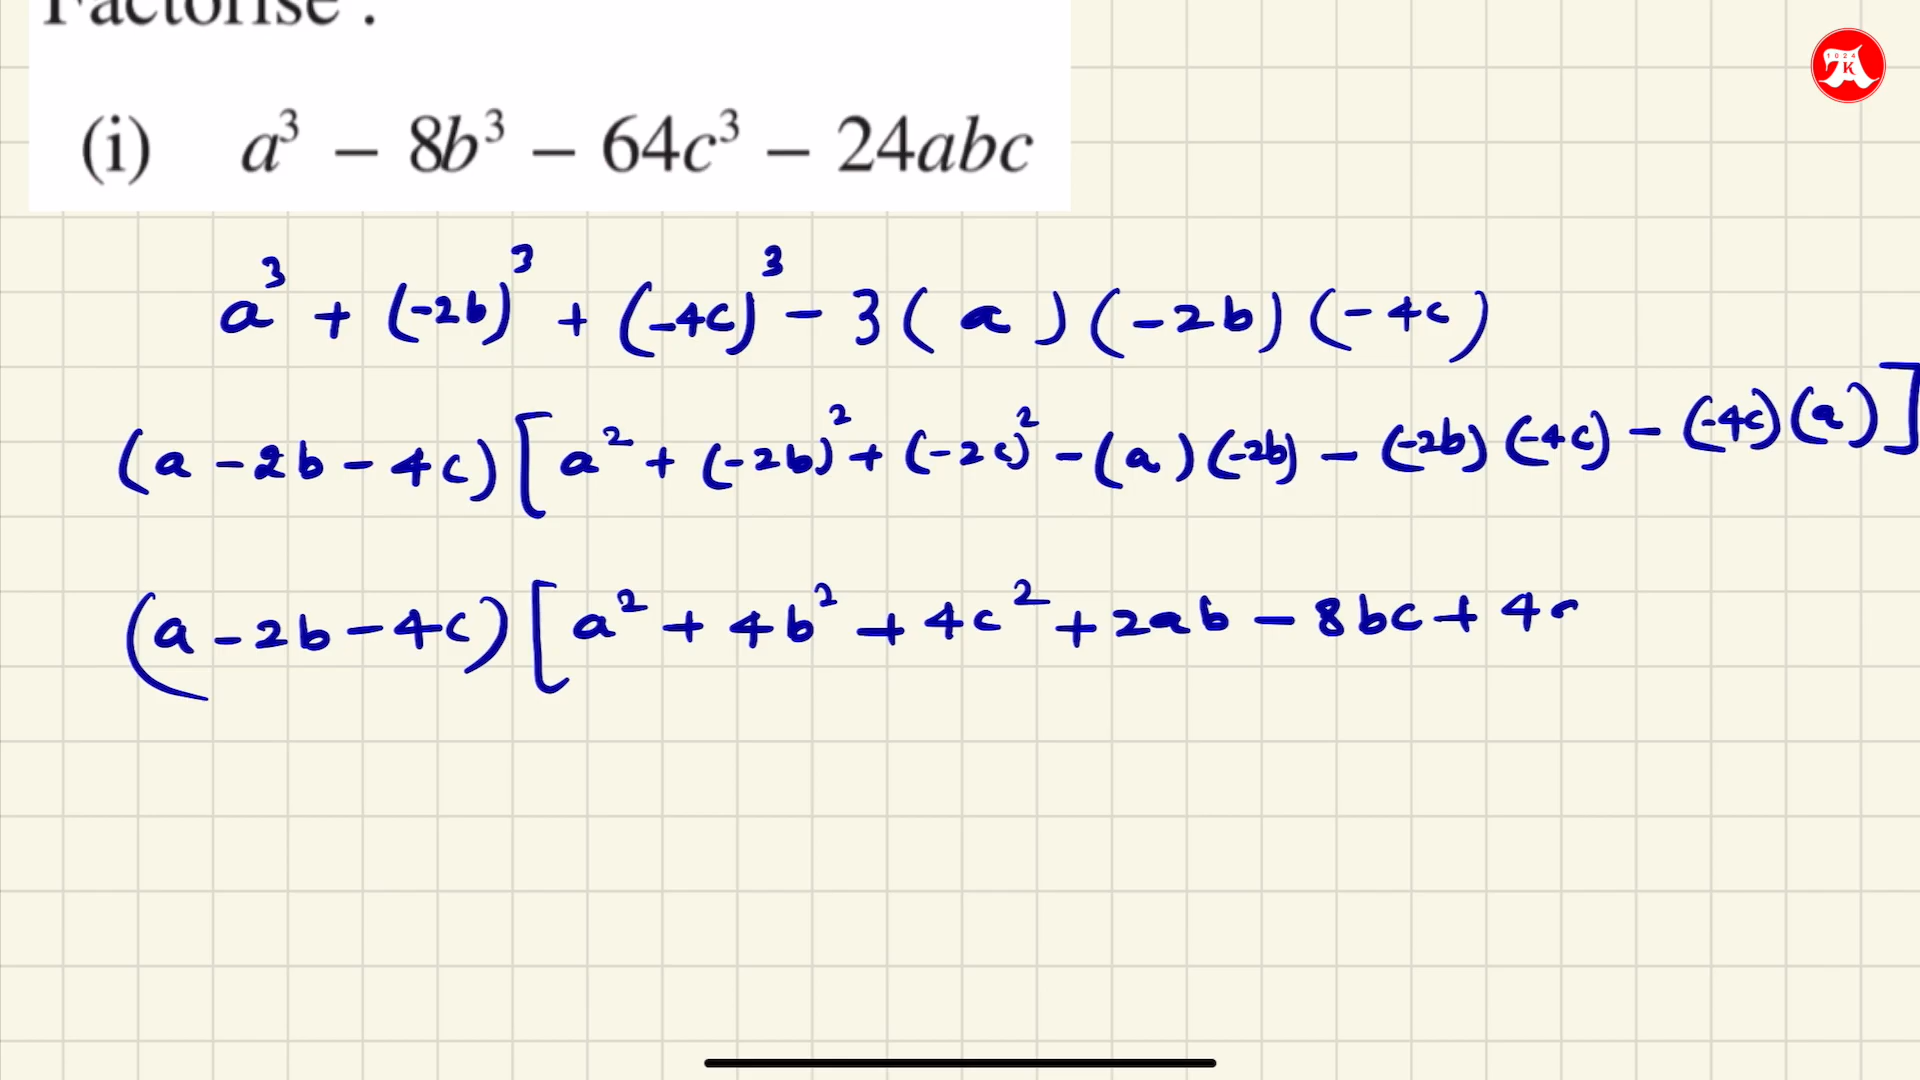 Factorise :
(i) a³ – 8b³ – 64c³ – 24abc
a³ + (-2b)³ + (-4c)³ - 3(a)(-2b)(-4c)
(a - 2b - 4c)[a² + (-2b)² + (-2c)² - (a)(-2b) - (-2b)(-4c) - (-4c)(a)]
(a - 2b - 4c)[a² + 4b² + 4c² + 2ab - 8bc + 4
1024
K